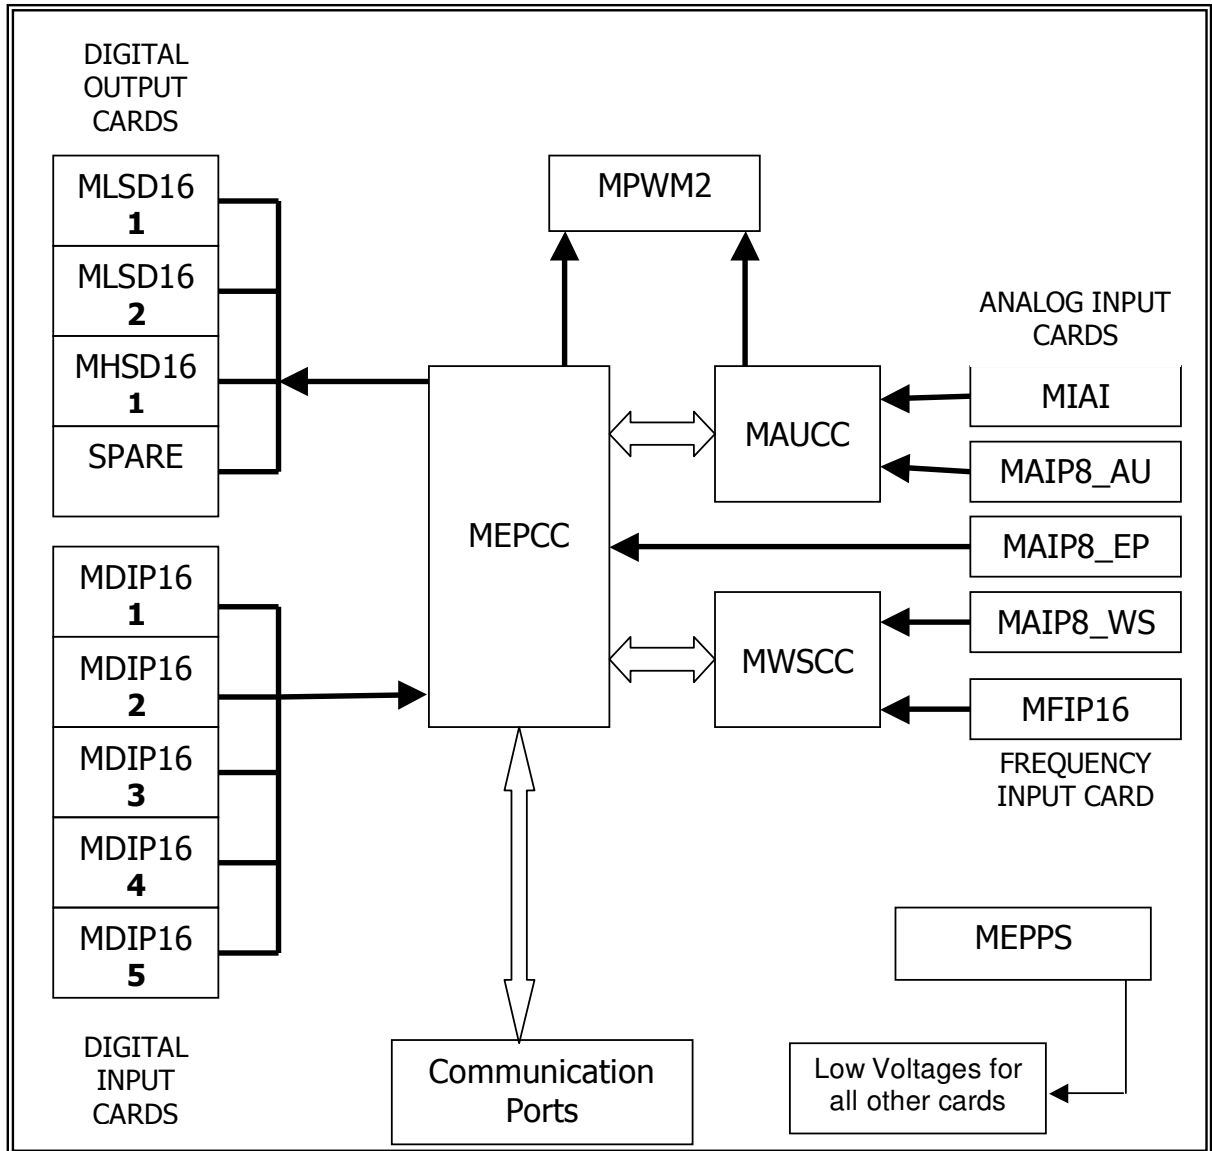 DIGITAL
OUTPUT
CARDS
MLSD16
1
MLSD16
2
MHSD16
1
SPARE
MDIP16
1
MDIP16
2
MDIP16
3
MDIP16
4
MDIP16
5
DIGITAL
INPUT
CARDS
MPWM2
MEPCC
MAUCC
MWSCC
Communication
Ports
ANALOG INPUT
CARDS
MIAI
MAIP8_AU
MAIP8_EP
MAIP8_WS
MFIP16
FREQUENCY
INPUT CARD
MEPPS
Low Voltages for
all other cards